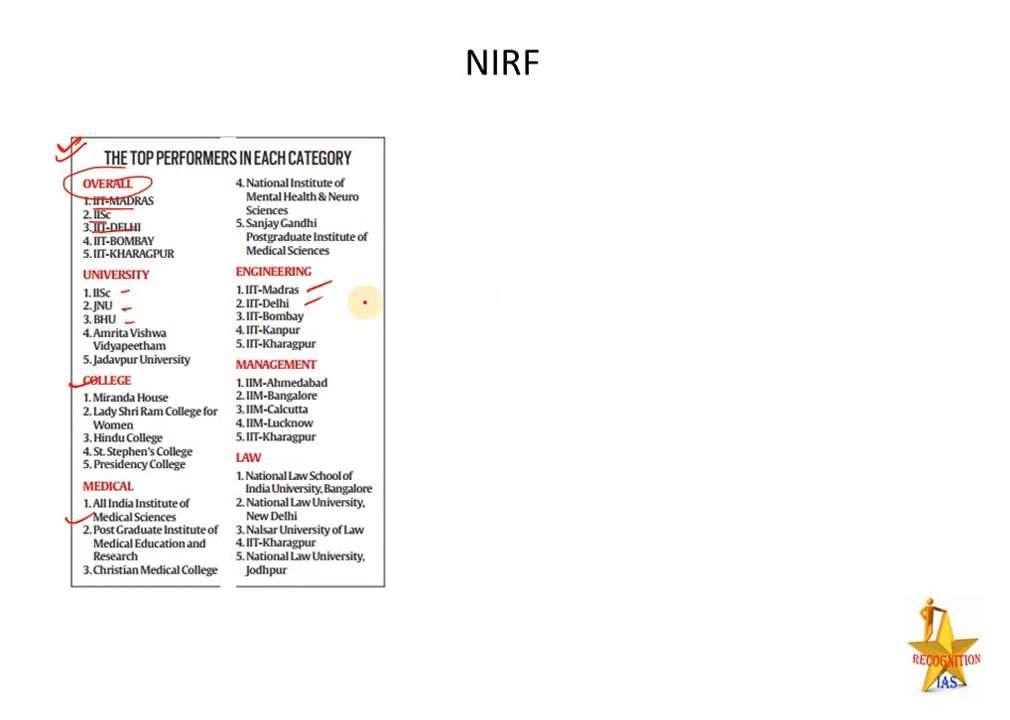 NIRF
THE TOP PERFORMERS IN EACH CATEGORY
OVERALL
1. IIT-MADRAS
2. IISc
3. IIT-DELHI
4. IIT-BOMBAY
5. IIT-KHARAGPUR
UNIVERSITY
1. IISc
2. JNU
3. BHU
4. Amrita Vishwa
Vidyapeetham
5. Jadavpur University
COLLEGE
1. Miranda House
2. Lady Shri Ram College for
Women
3. Hindu College
4. St. Stephen's College
5. Presidency College
MEDICAL
1. All India Institute of
Medical Sciences
2. Post Graduate Institute of
Medical Education and
Research
3. Christian Medical College
4. National Institute of
Mental Health & Neuro
Sciences
5. Sanjay Gandhi
Postgraduate Institute of
Medical Sciences
ENGINEERING
1. IIT-Madras
2. IIT-Delhi
3. IIT-Bombay
4. IIT-Kanpur
5. IIT-Kharagpur
MANAGEMENT
1. IIM-Ahmedabad
2. IIM-Bangalore
3. IIM-Calcutta
4. IIM-Lucknow
5. IIT-Kharagpur
LAW
1. National Law School of
India University, Bangalore
2. National Law University,
New Delhi
3. Nalsar University of Law
4. IIT-Kharagpur
5. National Law University,
Jodhpur
RECOGNITION
IAS